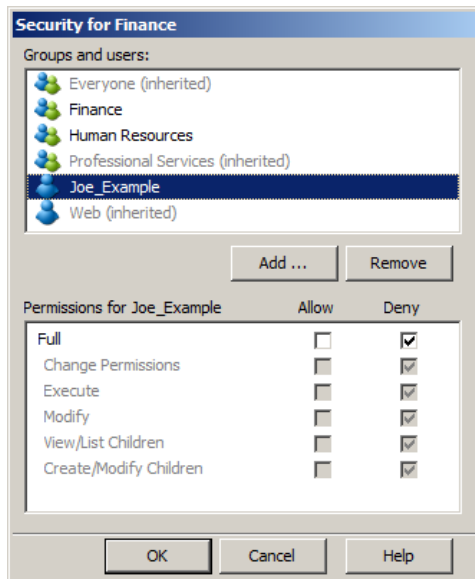 Security for Finance
Groups and users:
Everyone (inherited)
Finance
Human Resources
Professional Services (inherited)
Joe_Example
Web (inherited)
Add ... Remove
Permissions for Joe_Example Allow Deny
Full
Change Permissions
Execute
Modify
View/List Children
Create/Modify Children
OK Cancel Help